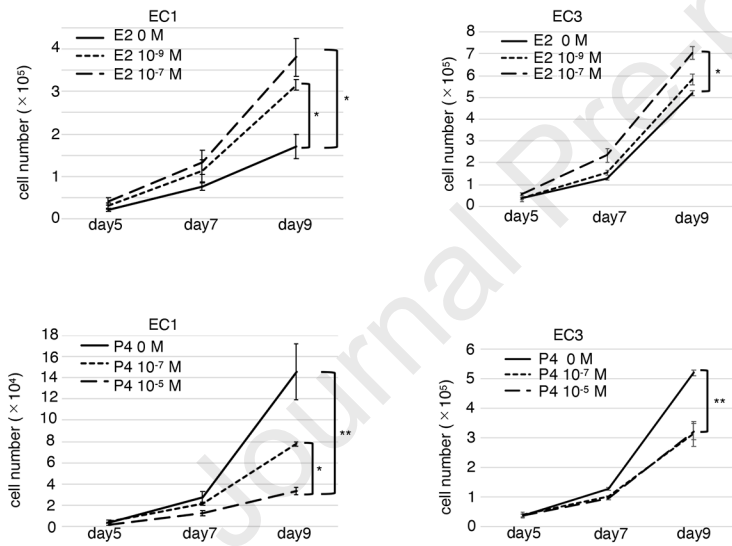 EC1
E2 0 M
E2 10⁻⁹ M
E2 10⁻⁷ M
cell number (×10⁵)
4
3
2
1
0
day5 day7 day9
*
*
EC3
E2 0 M
E2 10⁻⁹ M
E2 10⁻⁷ M
cell number (×10⁵)
8
7
6
5
4
3
2
1
0
day5 day7 day9
*
EC1
P4 0 M
P4 10⁻⁷ M
P4 10⁻⁵ M
cell number (×10⁴)
18
16
14
12
10
8
6
4
2
0
day5 day7 day9
**
*
EC3
P4 0 M
P4 10⁻⁷ M
P4 10⁻⁵ M
cell number (×10⁵)
6
5
4
3
2
1
0
day5 day7 day9
**
Journal Pre-p